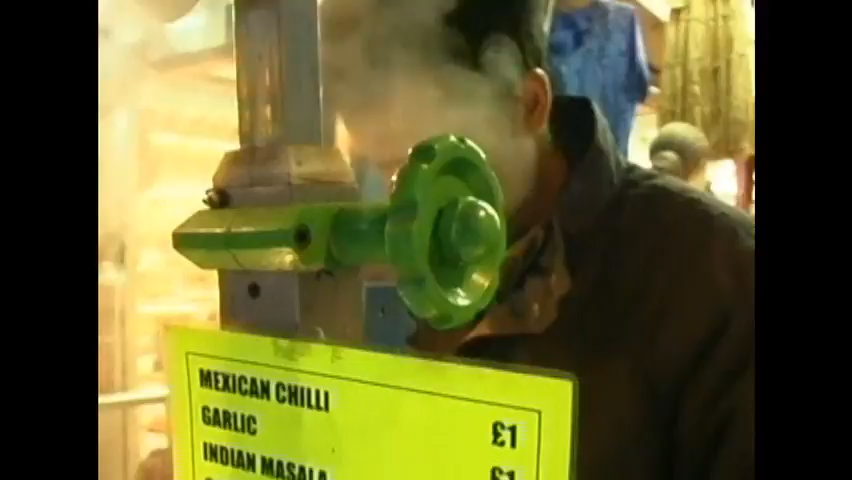 MEXICAN CHILLI
GARLIC £1
INDIAN MASALA £1